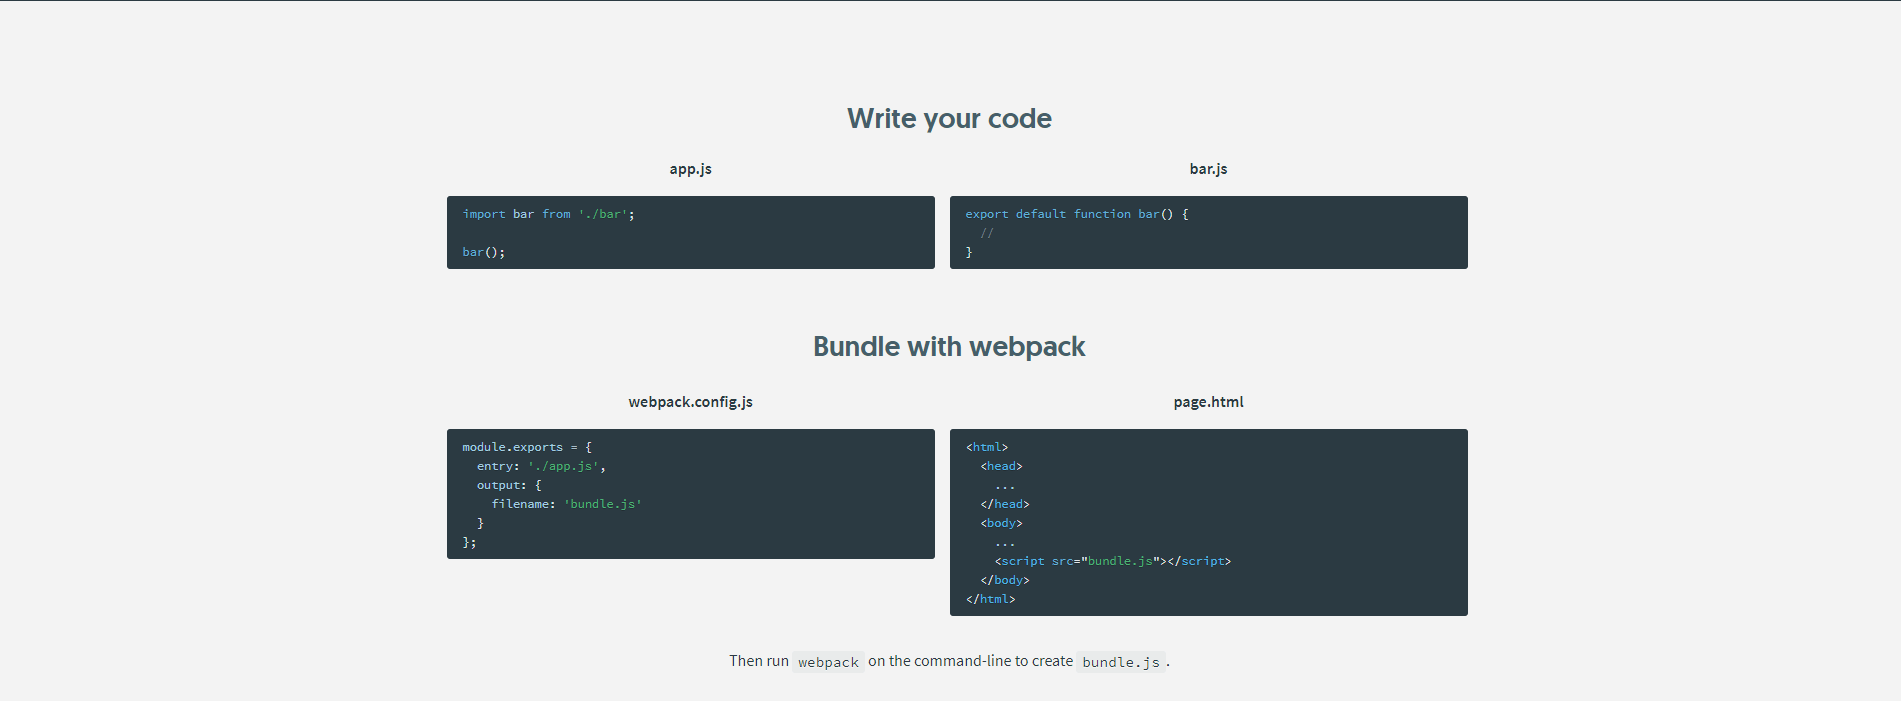 Write your code
app.js
import bar from './bar';

bar();
bar.js
export default function bar() {
  //
}
Bundle with webpack
webpack.config.js
module.exports = {
  entry: './app.js',
  output: {
    filename: 'bundle.js'
  }
};
page.html
<html>
  <head>
    ...
  </head>
  <body>
    ...
    <script src="bundle.js"></script>
  </body>
</html>
Then run webpack on the command-line to create bundle.js.